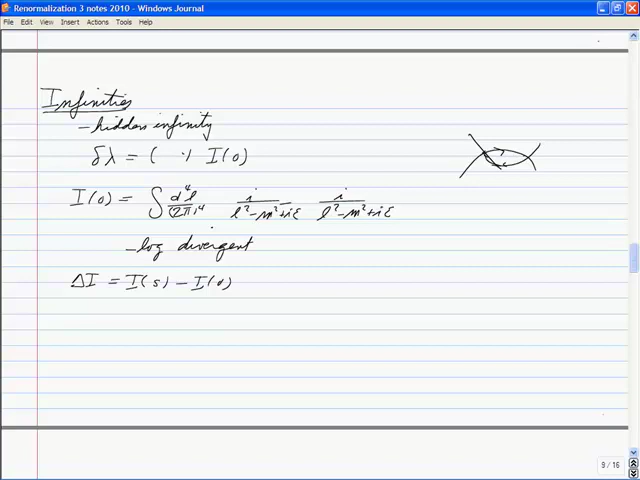 Renormalization 3 notes 2010 - Windows Journal
File Edit View Insert Actions Tools Help
Infinities
- hidden infinity
δλ = ( · ) I(0)
I(0) = ∫ d⁴l/(2π)⁴ i/(l²-m²+iε) i/(l²-m²+iε)
- log divergent
ΔI = I(s) - I(0)
9 / 16